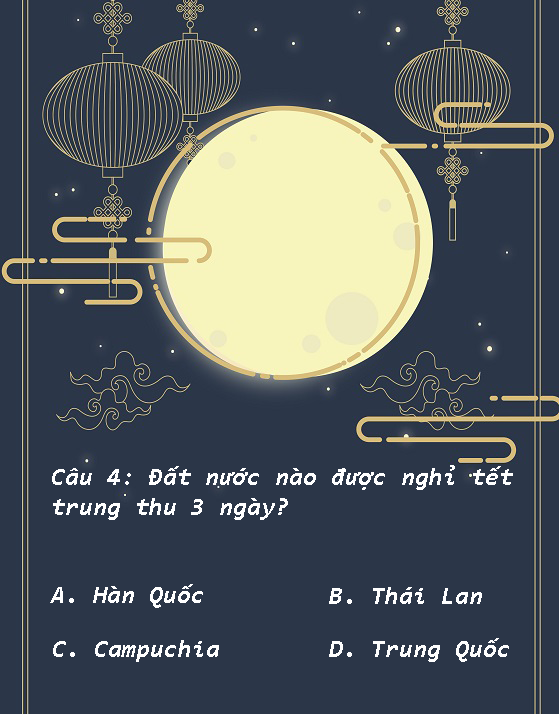 Câu 4: Đất nước nào được nghỉ tết
trung thu 3 ngày?
A. Hàn Quốc
B. Thái Lan
C. Campuchia
D. Trung Quốc